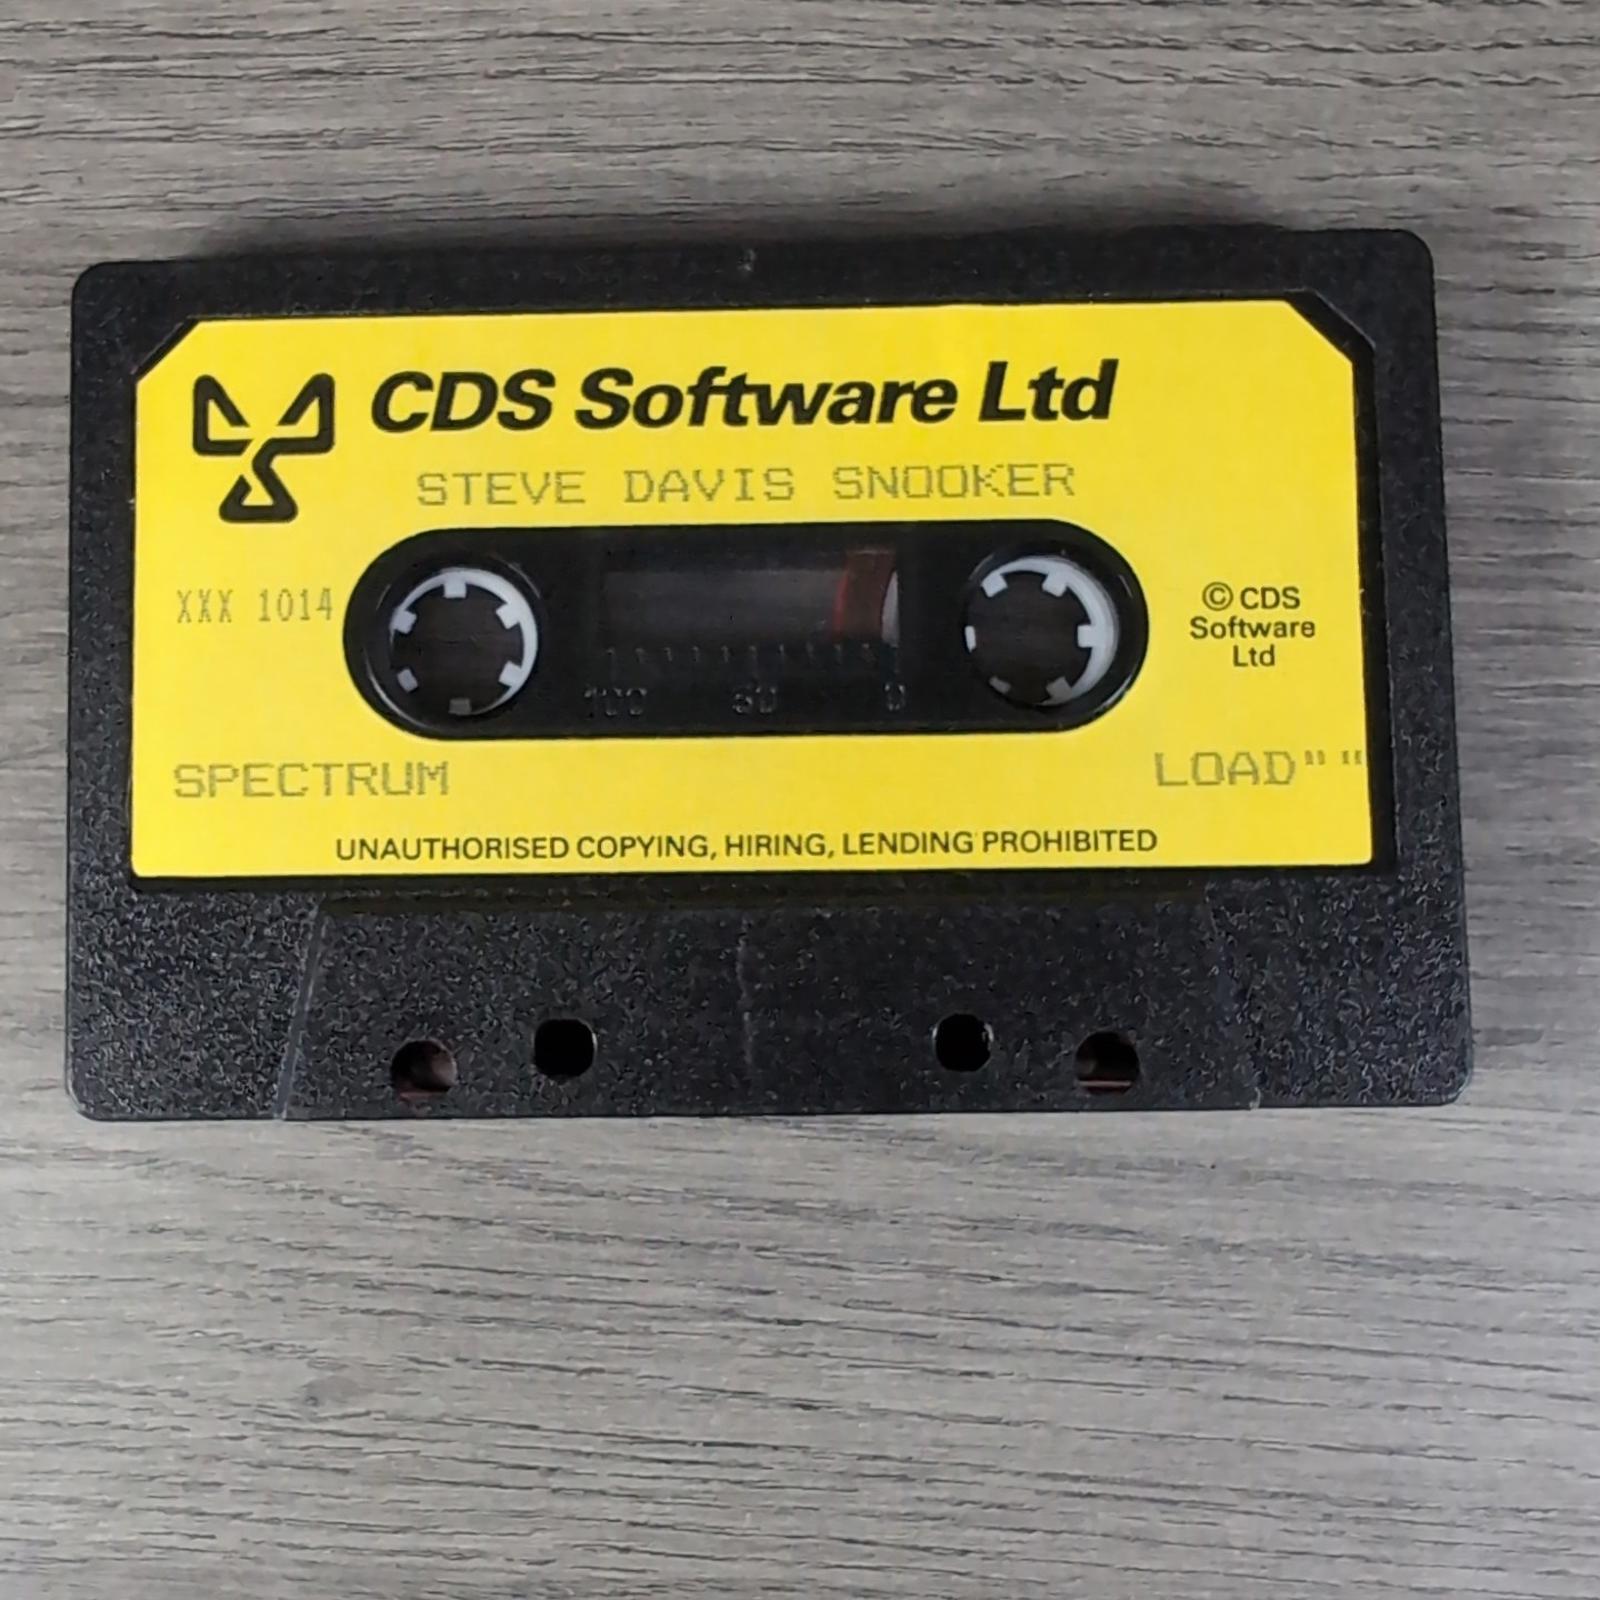 CDS Software Ltd
STEVE DAVIS SNOOKER
XXX 1014
© CDS
Software
Ltd
100 50 0
SPECTRUM
LOAD" "
UNAUTHORISED COPYING, HIRING, LENDING PROHIBITED